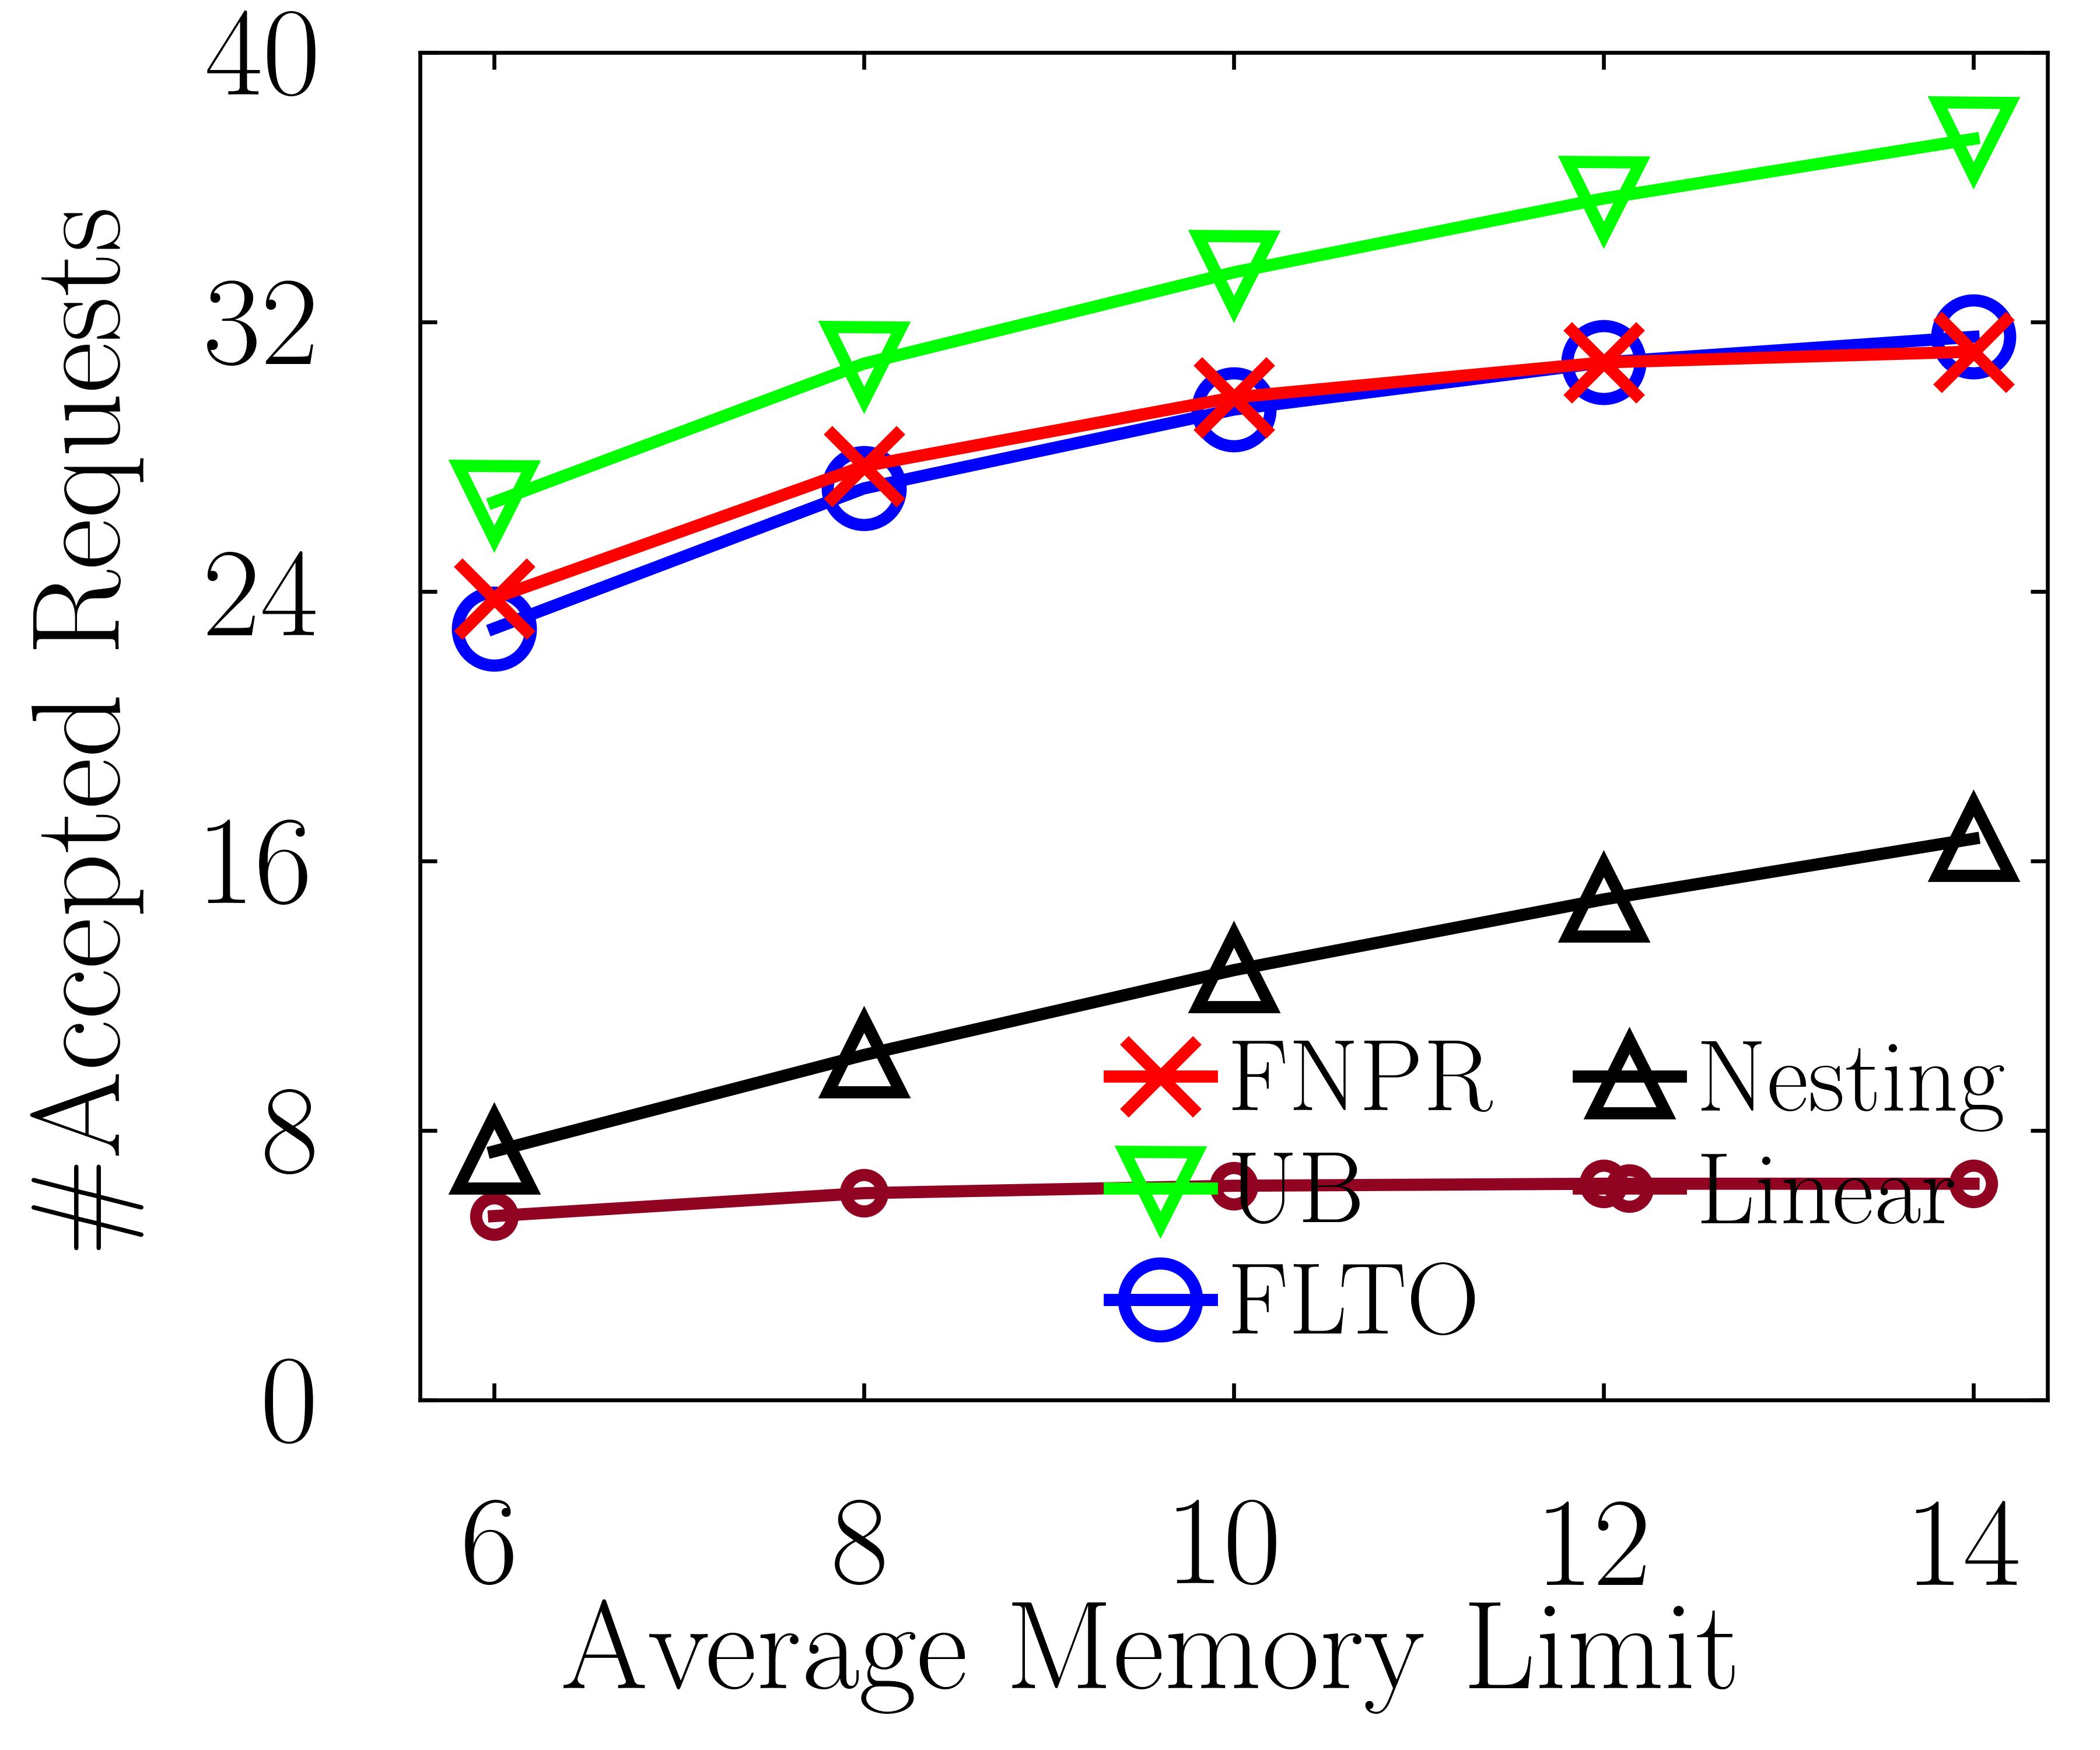 #Accepted Requests
40
32
24
16
8
0
FNPR
UB
FLTO
Nesting
Linear
6 8 10 12 14
Average Memory Limit